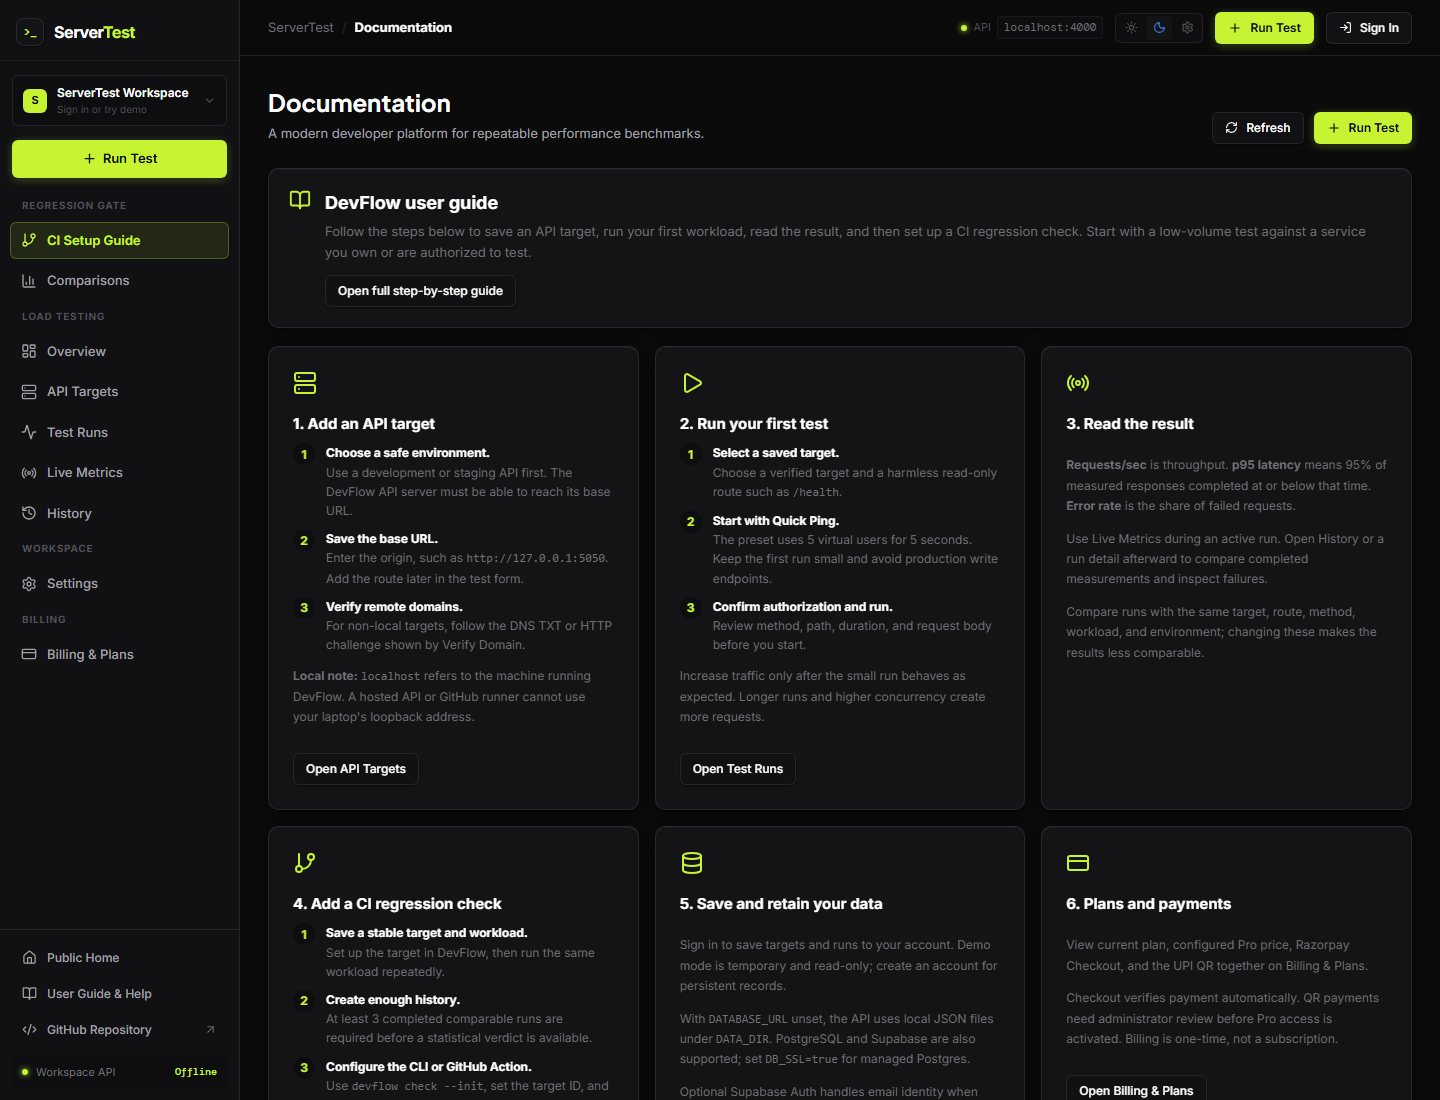 >_ ServerTest
S ServerTest Workspace
Sign in or try demo
Run Test
REGRESSION GATE
CI Setup Guide
Comparisons
LOAD TESTING
Overview
API Targets
Test Runs
Live Metrics
History
WORKSPACE
Settings
BILLING
Billing & Plans
Public Home
User Guide & Help
GitHub Repository
Workspace API Offline
ServerTest / Documentation
API localhost:4000
Run Test
Sign In
Documentation
A modern developer platform for repeatable performance benchmarks.
Refresh
Run Test
DevFlow user guide
Follow the steps below to save an API target, run your first workload, read the result, and then set up a CI regression check. Start with a low-volume test against a service
you own or are authorized to test.
Open full step-by-step guide
1. Add an API target
1 Choose a safe environment.
Use a development or staging API first. The
DevFlow API server must be able to reach its base
URL.
2 Save the base URL.
Enter the origin, such as http://127.0.0.1:5050.
Add the route later in the test form.
3 Verify remote domains.
For non-local targets, follow the DNS TXT or HTTP
challenge shown by Verify Domain.
Local note: localhost refers to the machine running
DevFlow. A hosted API or GitHub runner cannot use
your laptop's loopback address.
Open API Targets
2. Run your first test
1 Select a saved target.
Choose a verified target and a harmless read-only
route such as /health.
2 Start with Quick Ping.
The preset uses 5 virtual users for 5 seconds.
Keep the first run small and avoid production write
endpoints.
3 Confirm authorization and run.
Review method, path, duration, and request body
before you start.
Increase traffic only after the small run behaves as
expected. Longer runs and higher concurrency create
more requests.
Open Test Runs
3. Read the result
Requests/sec is throughput. p95 latency means 95% of
measured responses completed at or below that time.
Error rate is the share of failed requests.
Use Live Metrics during an active run. Open History or a
run detail afterward to compare completed
measurements and inspect failures.
Compare runs with the same target, route, method,
workload, and environment; changing these makes the
results less comparable.
4. Add a CI regression check
1 Save a stable target and workload.
Set up the target in DevFlow, then run the same
workload repeatedly.
2 Create enough history.
At least 3 completed comparable runs are
required before a statistical verdict is available.
3 Configure the CLI or GitHub Action.
Use devflow check --init, set the target ID, and
5. Save and retain your data
Sign in to save targets and runs to your account. Demo
mode is temporary and read-only; create an account for
persistent records.
With DATABASE_URL unset, the API uses local JSON files
under DATA_DIR. PostgreSQL and Supabase are also
supported; set DB_SSL=true for managed Postgres.
Optional Supabase Auth handles email identity when
6. Plans and payments
View current plan, configured Pro price, Razorpay
Checkout, and the UPI QR together on Billing & Plans.
Checkout verifies payment automatically. QR payments
need administrator review before Pro access is
activated. Billing is one-time, not a subscription.
Open Billing & Plans